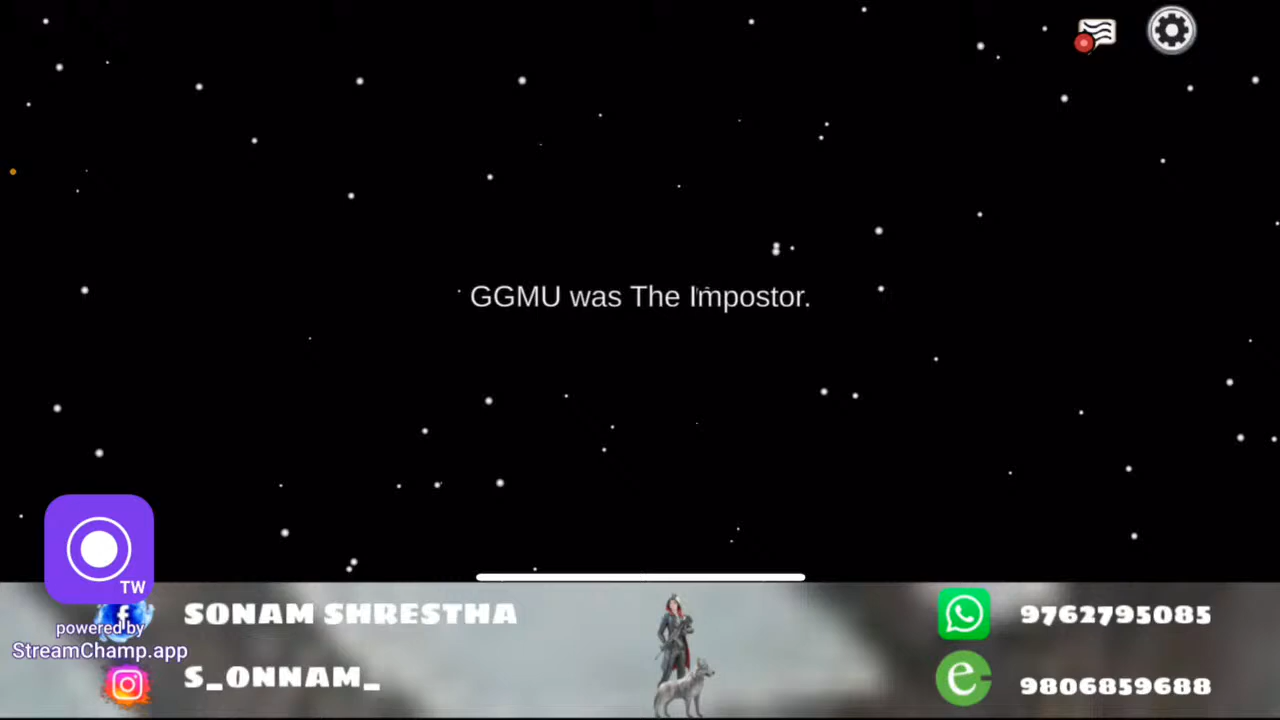 GGMU was The Impostor.
TW
powered by
StreamChamp.app
SONAM SHRESTHA
S_ONNAM_
9762795085
9806859688